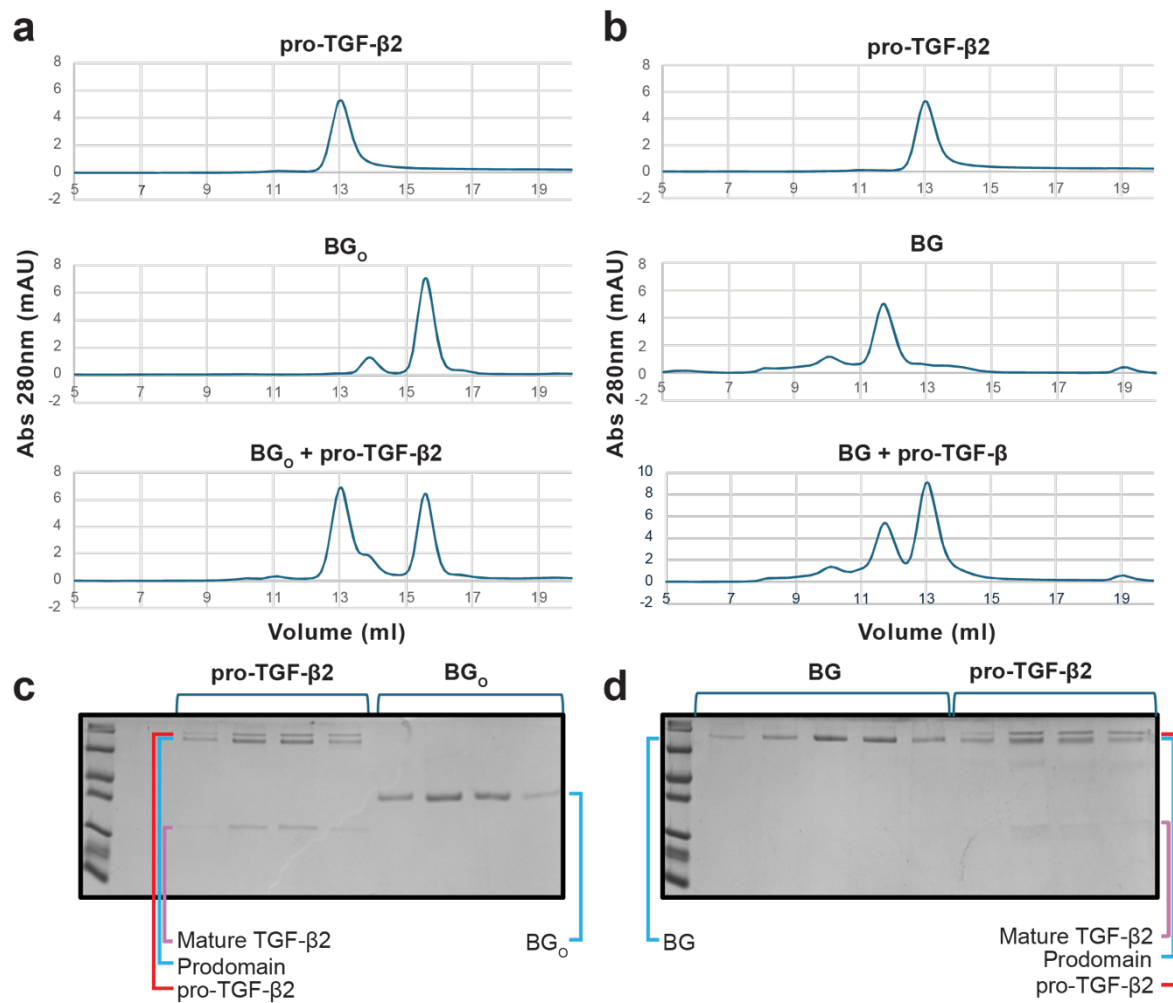 a
pro-TGF-β2
8
6
4
2
0
-2
5 7 9 11 13 15 17 19
BGO
8
6
4
2
0
-2
5 7 9 11 13 15 17 19
BGO + pro-TGF-β2
8
6
4
2
0
-2
5 7 9 11 13 15 17 19
Abs 280nm (mAU)
Volume (ml)
b
pro-TGF-β2
8
6
4
2
0
-2
5 7 9 11 13 15 17 19
BG
8
6
4
2
0
-2
5 7 9 11 13 15 17 19
BG + pro-TGF-β
10
8
6
4
2
0
-2
5 7 9 11 13 15 17 19
Abs 280nm (mAU)
Volume (ml)
c
pro-TGF-β2 BGO
Mature TGF-β2
Prodomain
pro-TGF-β2
BGO
d
BG pro-TGF-β2
BG
Mature TGF-β2
Prodomain
pro-TGF-β2